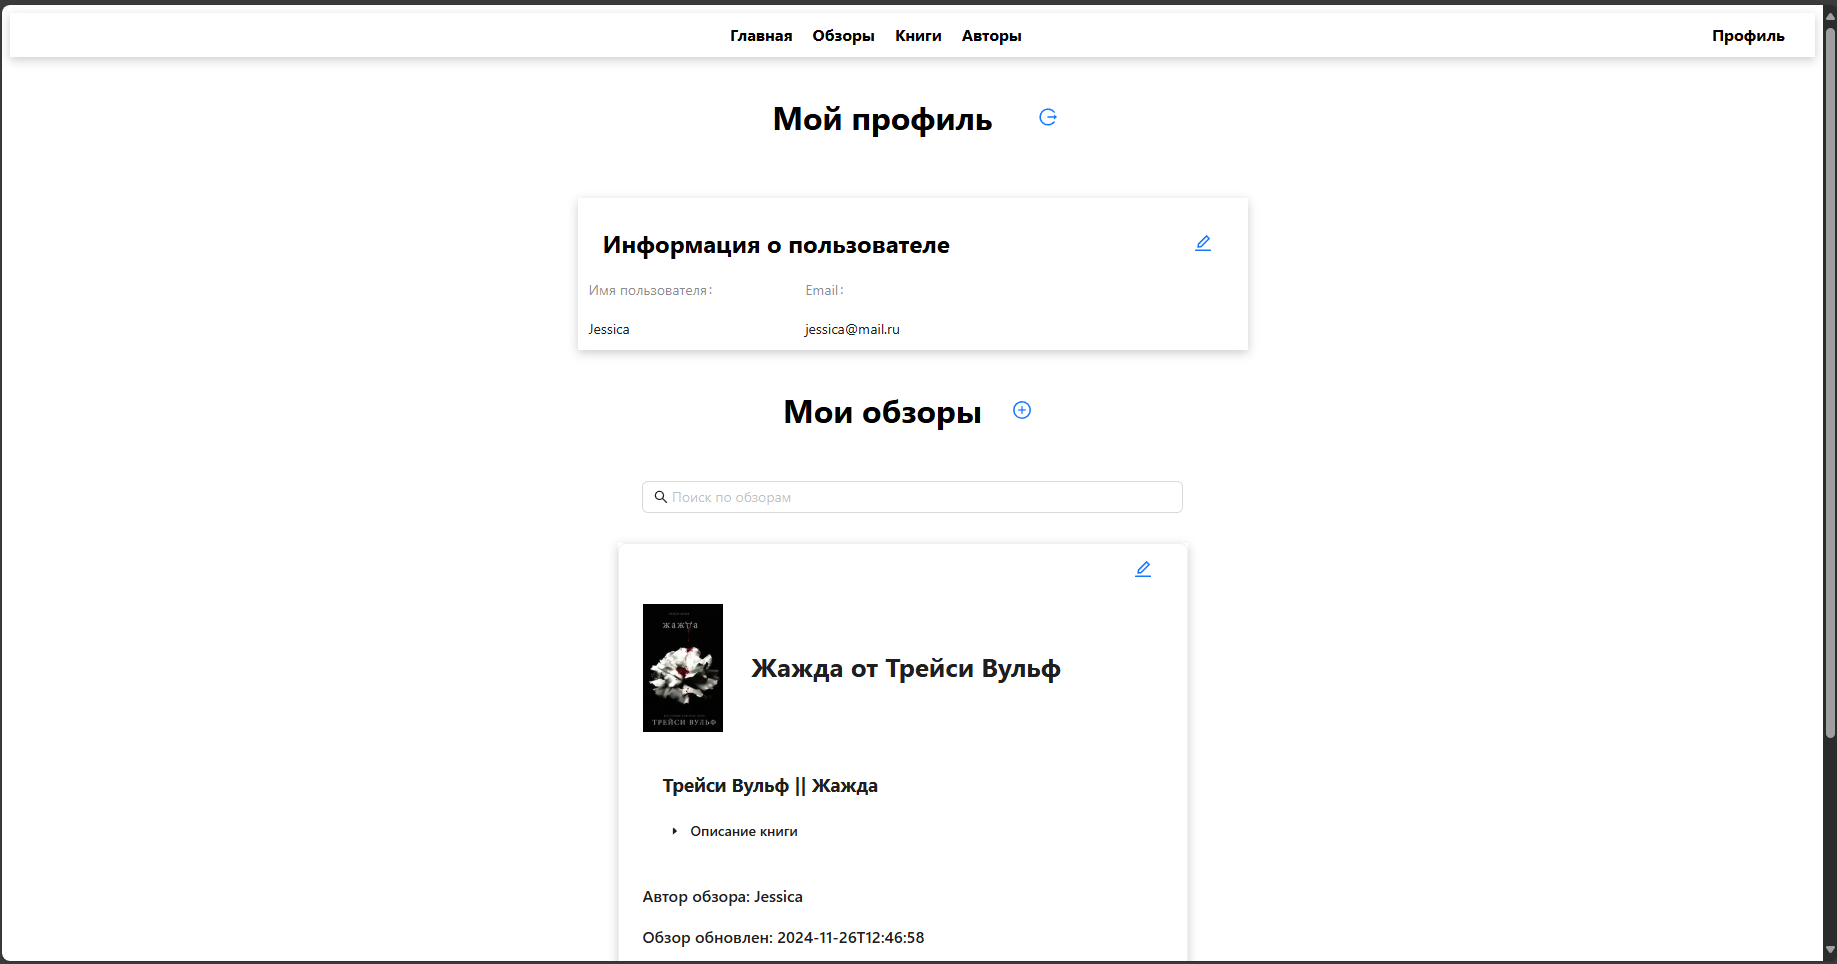 Главная Обзоры Книги Авторы Профиль
Мой профиль
Информация о пользователе
Имя пользователя: Email:
Jessica jessica@mail.ru
Мои обзоры
Поиск по обзорам
жажда
ТРЕЙСИ ВУЛЬФ
Жажда от Трейси Вульф
Трейси Вульф || Жажда
Описание книги
Автор обзора: Jessica
Обзор обновлен: 2024-11-26T12:46:58